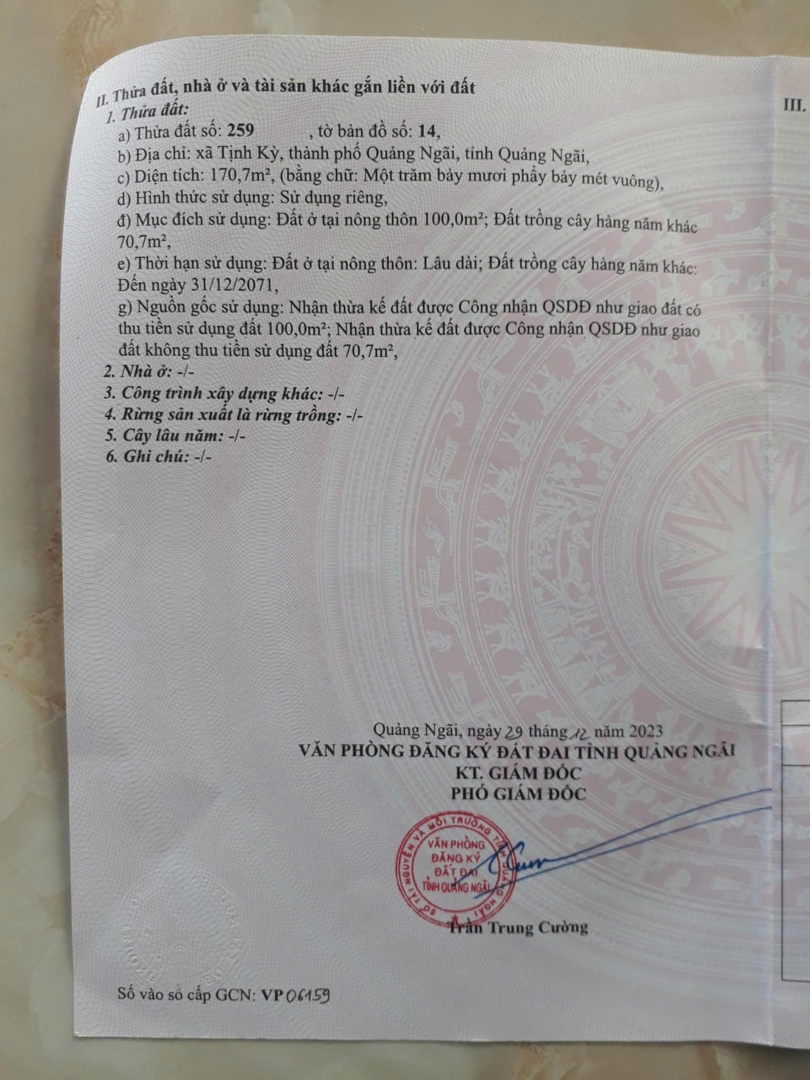 II. Thửa đất, nhà ở và tài sản khác gắn liền với đất
III.
1. Thửa đất:
a) Thửa đất số: 259 , tờ bản đồ số: 14,
b) Địa chỉ: xã Tịnh Kỳ, thành phố Quảng Ngãi, tỉnh Quảng Ngãi,
c) Diện tích: 170,7m², (bằng chữ: Một trăm bảy mươi phẩy bảy mét vuông),
d) Hình thức sử dụng: Sử dụng riêng,
đ) Mục đích sử dụng: Đất ở tại nông thôn 100,0m²; Đất trồng cây hàng năm khác
70,7m²,
e) Thời hạn sử dụng: Đất ở tại nông thôn: Lâu dài; Đất trồng cây hàng năm khác:
Đến ngày 31/12/2071,
g) Nguồn gốc sử dụng: Nhận thừa kế đất được Công nhận QSDĐ như giao đất có
thu tiền sử dụng đất 100,0m²; Nhận thừa kế đất được Công nhận QSDĐ như giao
đất không thu tiền sử dụng đất 70,7m²,
2. Nhà ở: -/-
3. Công trình xây dựng khác: -/-
4. Rừng sản xuất là rừng trồng: -/-
5. Cây lâu năm: -/-
6. Ghi chú: -/-
Quảng Ngãi, ngày 29 tháng 12 năm 2023
VĂN PHÒNG ĐĂNG KÝ ĐẤT ĐAI TỈNH QUẢNG NGÃI
KT. GIÁM ĐỐC
PHÓ GIÁM ĐỐC
SỞ TÀI NGUYÊN VÀ MÔI TRƯỜNG TỈNH QUẢNG NGÃI
VĂN PHÒNG
ĐĂNG KÝ
ĐẤT ĐAI
TỈNH QUẢNG NGÃI
Trần Trung Cường
Số vào sổ cấp GCN: VP 06159